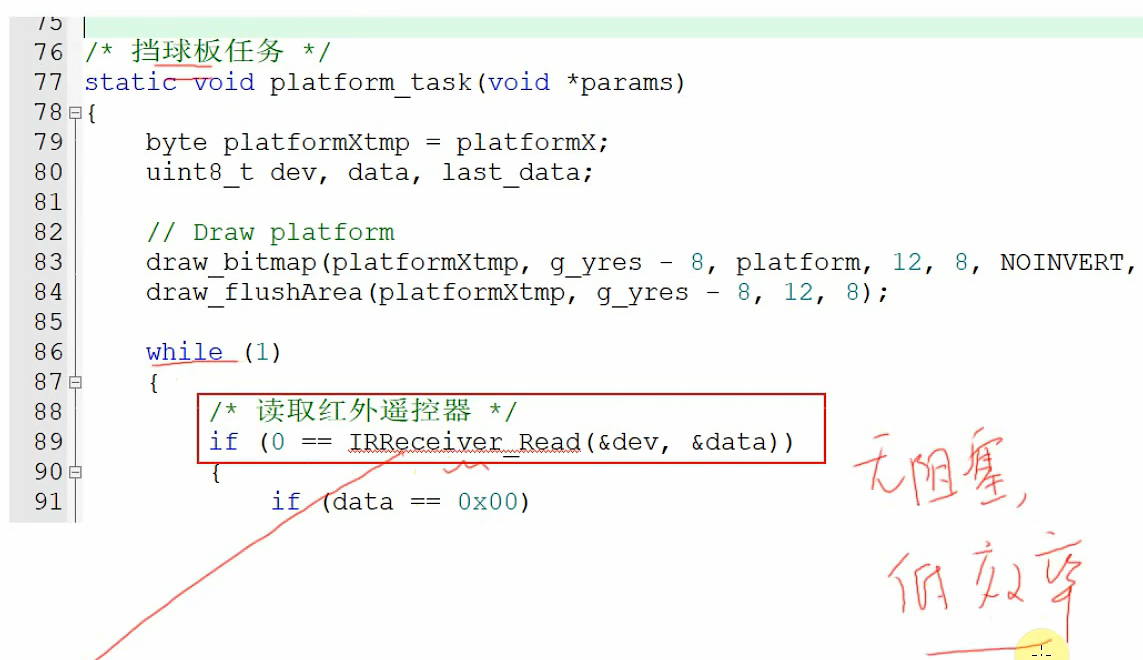 75
76 /* 挡球板任务 */
77 static void platform_task(void *params)
78 {
79 byte platformXtmp = platformX;
80 uint8_t dev, data, last_data;
81
82 // Draw platform
83 draw_bitmap(platformXtmp, g_yres - 8, platform, 12, 8, NOINVERT,
84 draw_flushArea(platformXtmp, g_yres - 8, 12, 8);
85
86 while (1)
87 {
88 /* 读取红外遥控器 */
89 if (0 == IRReceiver_Read(&dev, &data))
90 {
91 if (data == 0x00)
无阻塞,
低效率